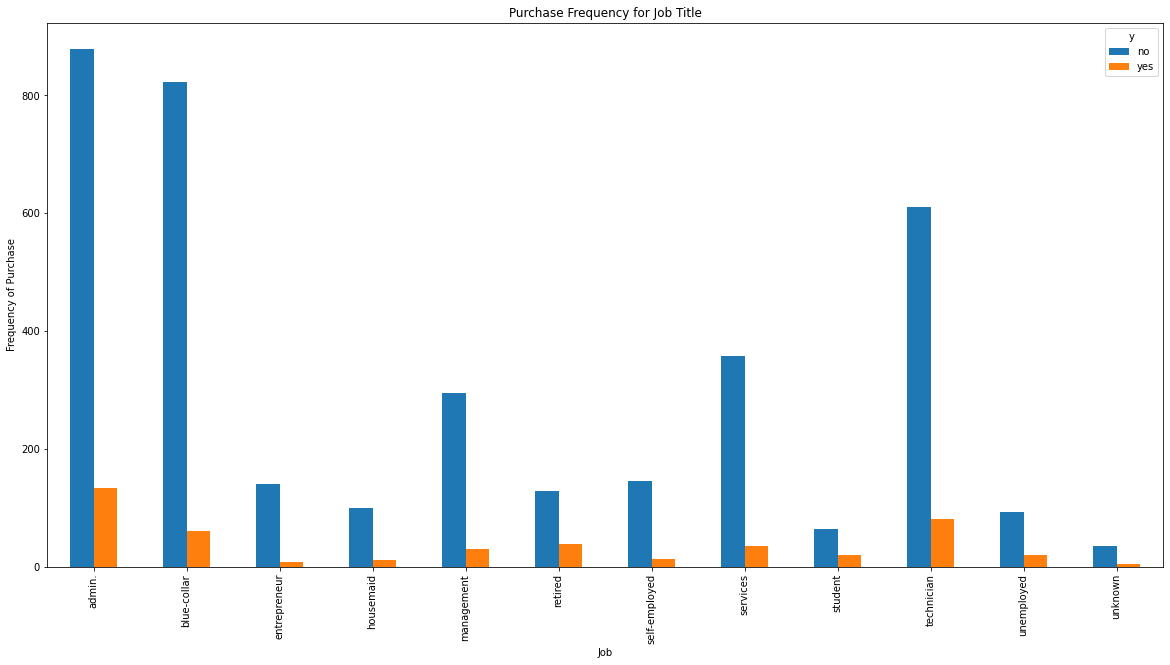 Purchase Frequency for Job Title
y
no
yes
800
600
400
200
0
Frequency of Purchase
admin.
blue-collar
entrepreneur
housemaid
management
retired
self-employed
services
student
technician
unemployed
unknown
Job